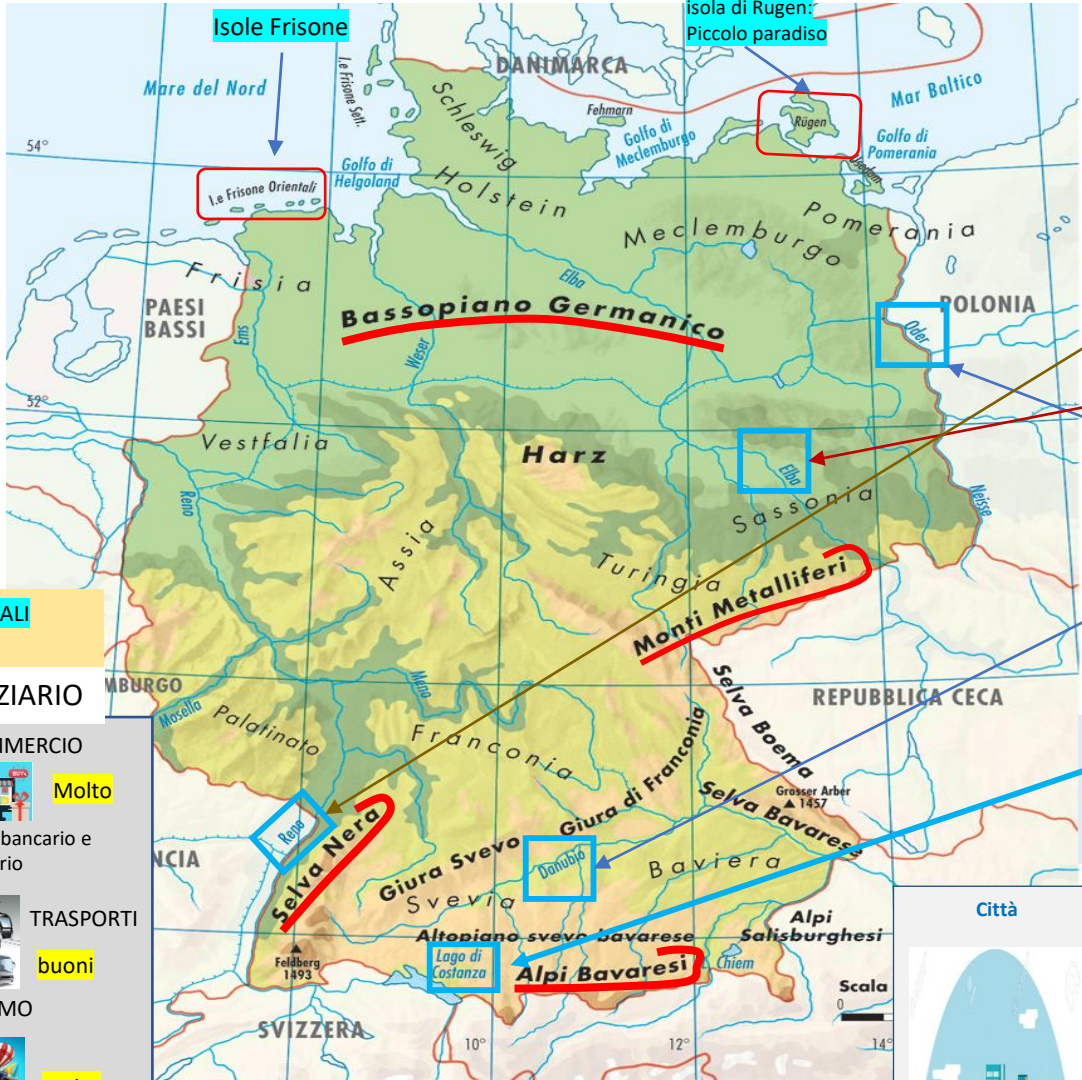 isola di Rugen:
Piccolo paradiso
Isole Frisone
DANIMARCA
Mare del Nord
I.e Frisone Sett.
Schleswig
Holstein
Fehmarn
Golfo di
Meclemburgo
Rügen
Mar Baltico
Golfo di
Pomerania
Usedom
54°
Golfo di
Helgoland
I.e Frisone Orientali
Pomerania
Meclemburgo
Frisia
Elba
PAESI
BASSI
Bassopiano Germanico
POLONIA
Oder
Ems
Weser
52°
Vestfalia
Harz
Elba
Reno
Sassonia
Neisse
Assia
Turingia
Monti Metalliferi
ALI
ZIARIO
MBURGO
Mosella
Palatinato
Meno
Franconia
Selva Boema
REPUBBLICA CECA
MMERCIO
Molto
bancario e
rio
NCIA
Reno
Selva Nera
Giura Svevo
Giura di Franconia
Grosser Arber
1457
Selva Bavarese
Danubio
Baviera
Svevia
TRASPORTI
buoni
MO
Altopiano svevo bavarese
Alpi
Salisburghesi
Feldberg
1493
Lago di
Costanza
Alpi Bavaresi
L. Chiem
Scala
0
SVIZZERA
10°
12°
14°
Città